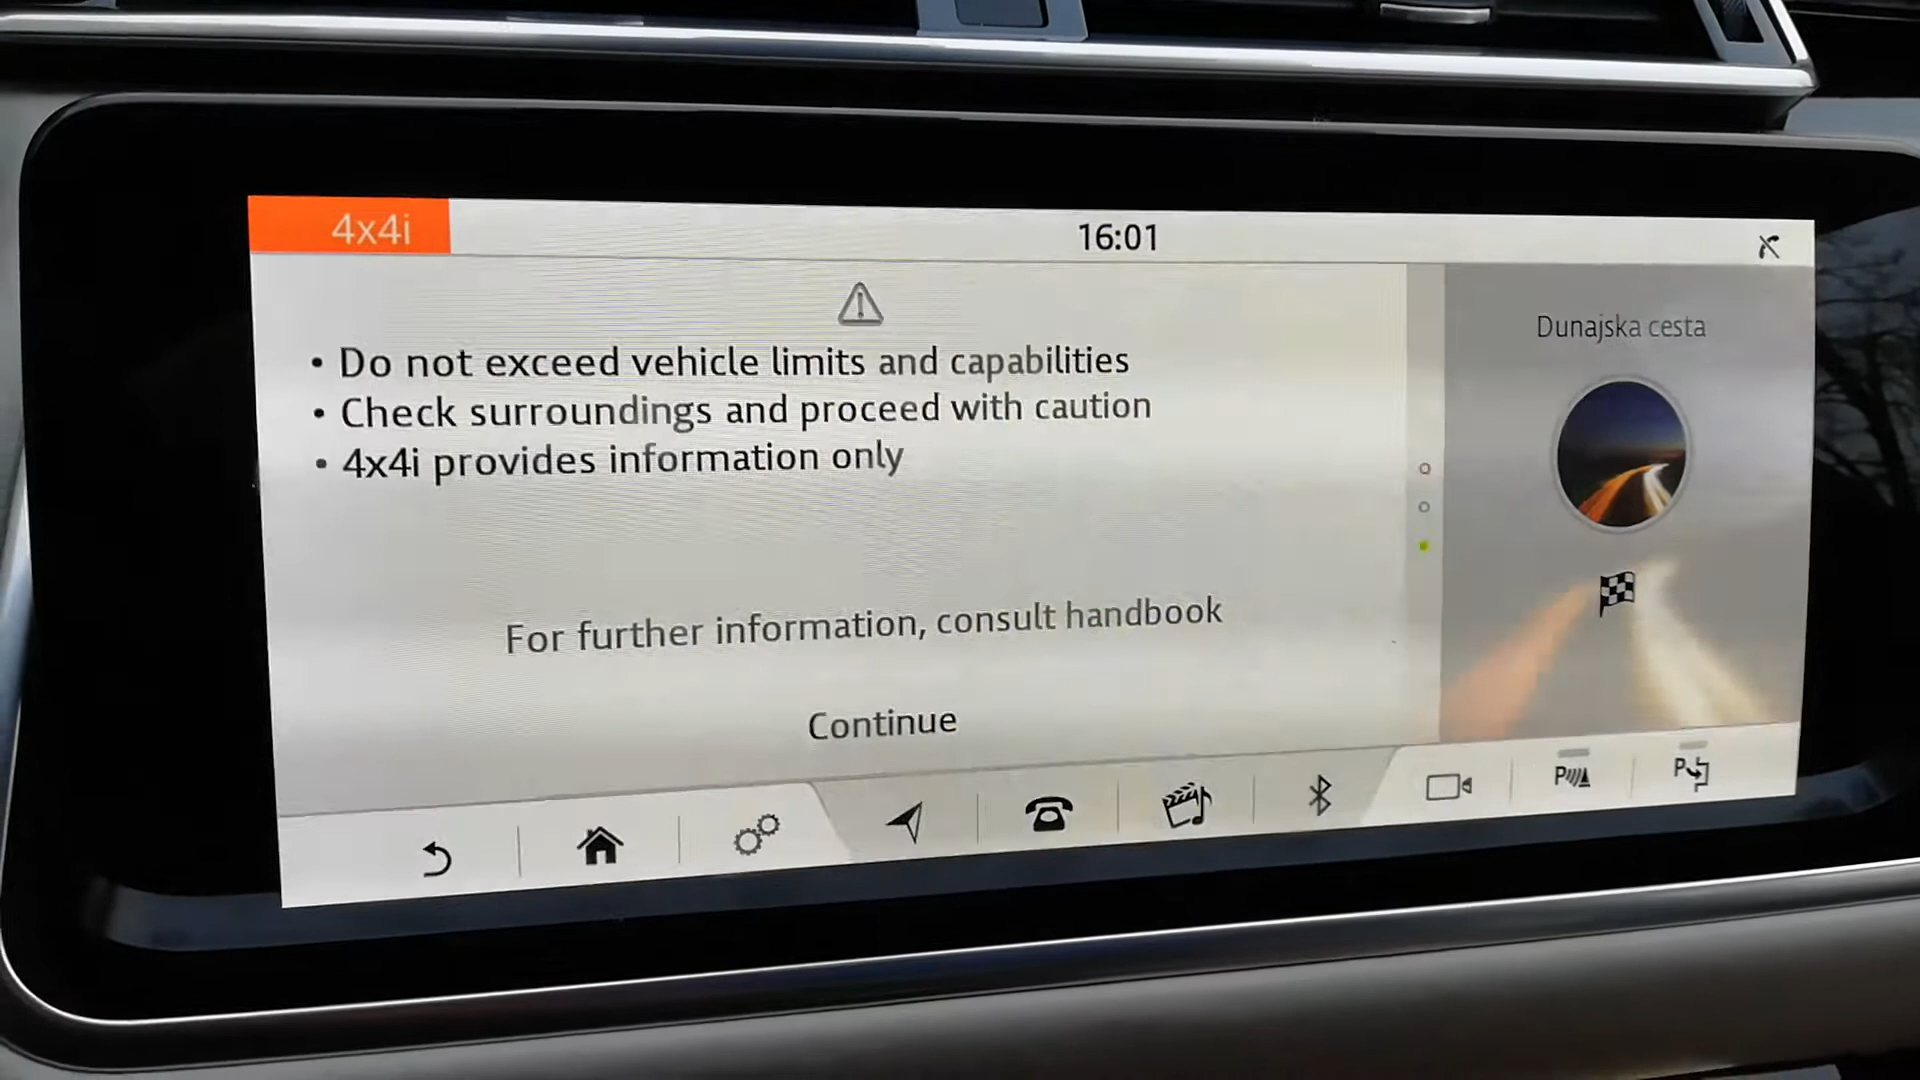 4x4i
16:01
• Do not exceed vehicle limits and capabilities
• Check surroundings and proceed with caution
• 4x4i provides information only
For further information, consult handbook
Continue
Dunajska cesta
P
P